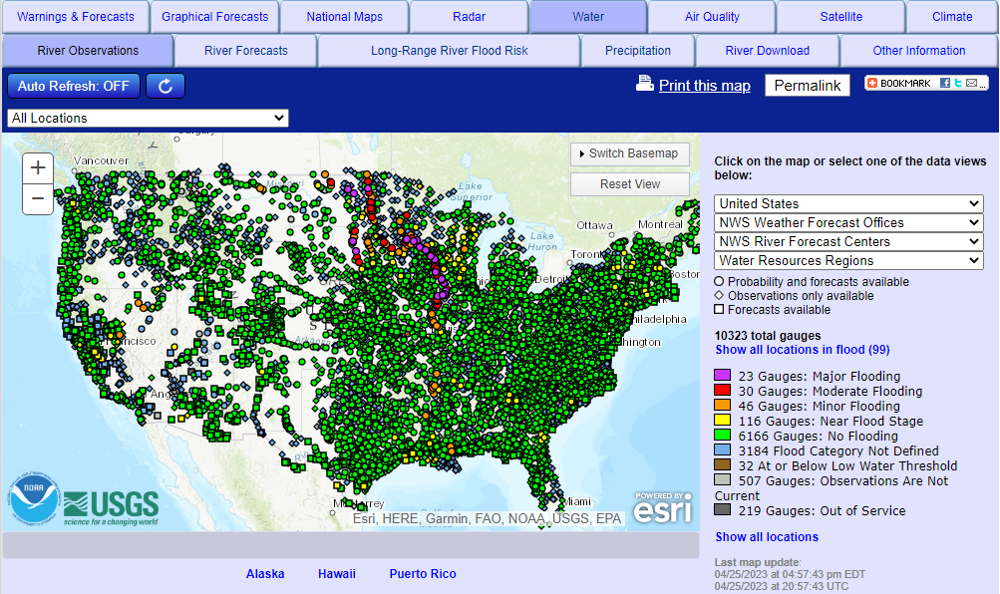 Warnings & Forecasts
Graphical Forecasts
National Maps
Radar
Water
Air Quality
Satellite
Climate
River Observations
River Forecasts
Long-Range River Flood Risk
Precipitation
River Download
Other Information
Auto Refresh: OFF
Print this map
Permalink
BOOKMARK
All Locations
+
−
Vancouver
Switch Basemap
Reset View
Lake
Superior
Lake
Huron
Ottawa
Montreal
Toronto
Detroit
Boston
Miami
Monterrey
Esri, HERE, Garmin, FAO, NOAA, USGS, EPA
POWERED BY
esri
NOAA
USGS
science for a changing world
Alaska
Hawaii
Puerto Rico
Click on the map or select one of the data views
below:
United States
NWS Weather Forecast Offices
NWS River Forecast Centers
Water Resources Regions
Probability and forecasts available
Observations only available
Forecasts available
10323 total gauges
Show all locations in flood (99)
23 Gauges: Major Flooding
30 Gauges: Moderate Flooding
46 Gauges: Minor Flooding
116 Gauges: Near Flood Stage
6166 Gauges: No Flooding
3184 Flood Category Not Defined
32 At or Below Low Water Threshold
507 Gauges: Observations Are Not
Current
219 Gauges: Out of Service
Show all locations
Last map update:
04/25/2023 at 04:57:43 pm EDT
04/25/2023 at 20:57:43 UTC